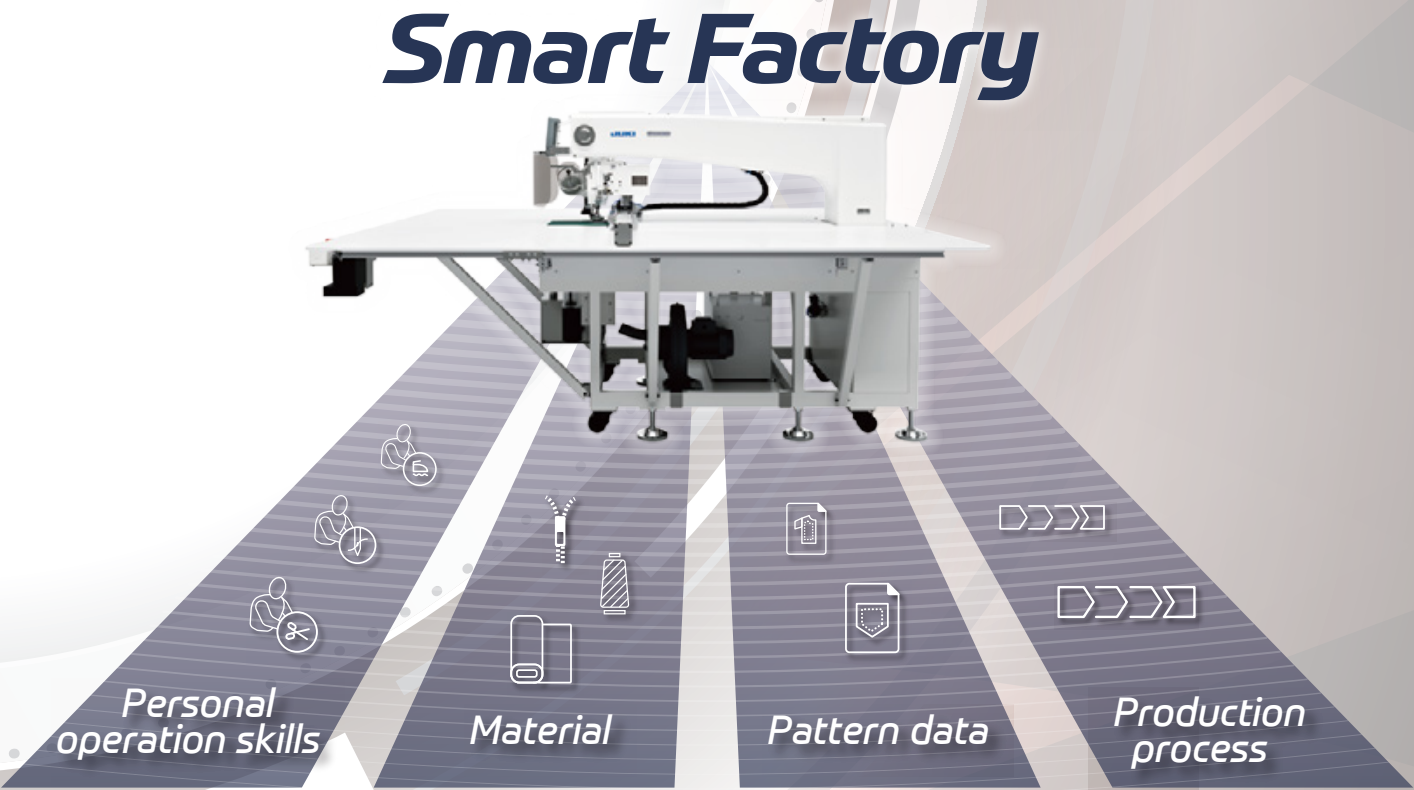 Smart Factory
JUKI
Personal
operation skills
Material
Pattern data
Production
process